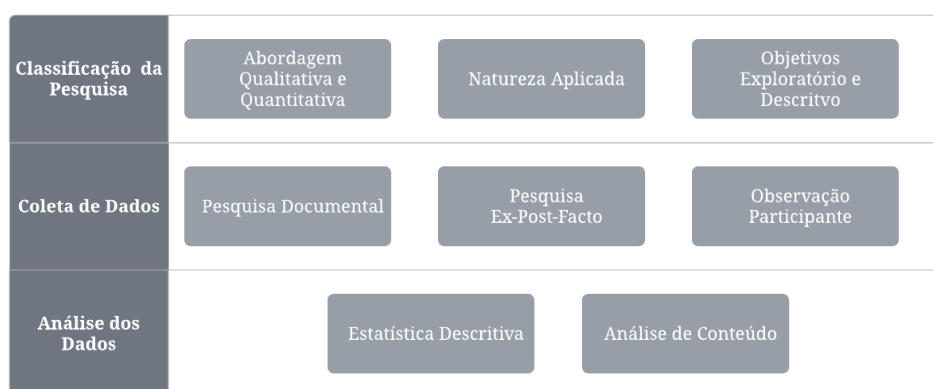 Classificação da
Pesquisa
Abordagem
Qualitativa e
Quantitativa
Natureza Aplicada
Objetivos
Exploratório e
Descritvo
Coleta de Dados
Pesquisa Documental
Pesquisa
Ex-Post-Facto
Observação
Participante
Análise dos
Dados
Estatística Descritiva
Análise de Conteúdo